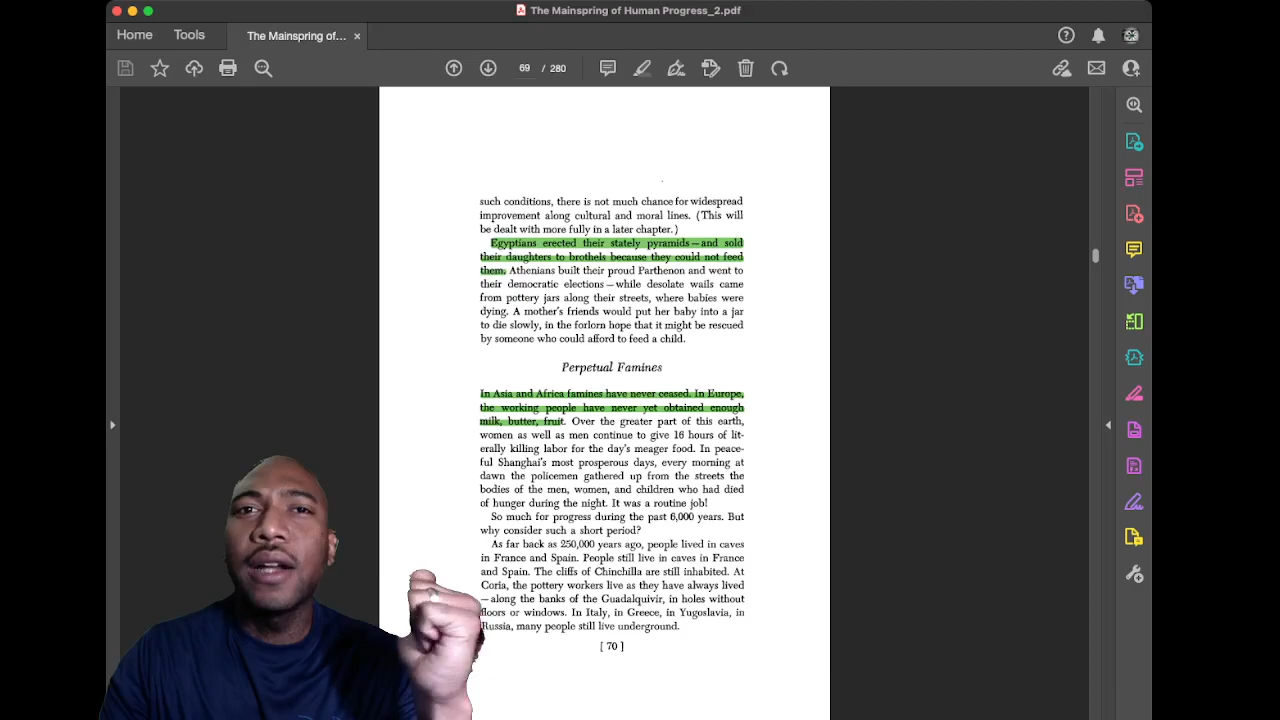 The Mainspring of Human Progress_2.pdf
Home Tools The Mainspring of... ×
69 / 280
such conditions, there is not much chance for widespread
improvement along cultural and moral lines. (This will
be dealt with more fully in a later chapter.)
Egyptians erected their stately pyramids—and sold
their daughters to brothels because they could not feed
them. Athenians built their proud Parthenon and went to
their democratic elections—while desolate wails came
from pottery jars along their streets, where babies were
dying. A mother's friends would put her baby into a jar
to die slowly, in the forlorn hope that it might be rescued
by someone who could afford to feed a child.
Perpetual Famines
In Asia and Africa famines have never ceased. In Europe,
the working people have never yet obtained enough
milk, butter, fruit. Over the greater part of this earth,
women as well as men continue to give 16 hours of lit-
erally killing labor for the day's meager food. In peace-
ful Shanghai's most prosperous days, every morning at
dawn the policemen gathered up from the streets the
bodies of the men, women, and children who had died
of hunger during the night. It was a routine job!
So much for progress during the past 6,000 years. But
why consider such a short period?
As far back as 250,000 years ago, people lived in caves
in France and Spain. People still live in caves in France
and Spain. The cliffs of Chinchilla are still inhabited. At
Coria, the pottery workers live as they have always lived
—along the banks of the Guadalquivir, in holes without
floors or windows. In Italy, in Greece, in Yugoslavia, in
Russia, many people still live underground.
[ 70 ]